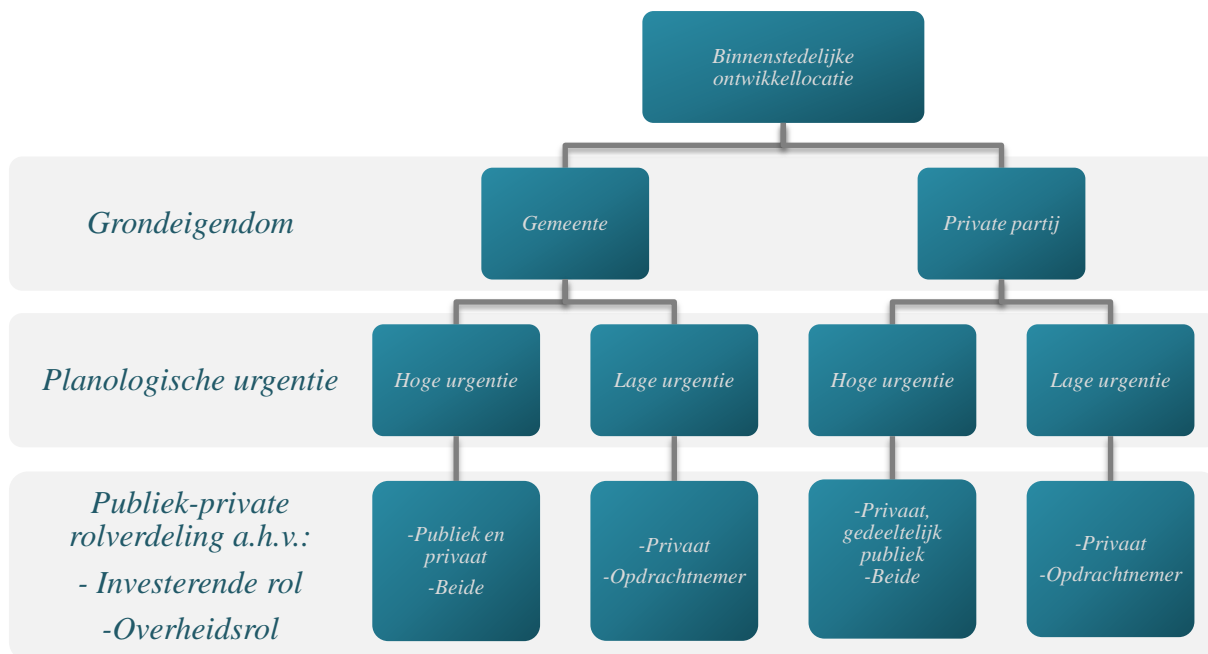 Binnenstedelijke
ontwikkellocatie
Grondeigendom
Gemeente
Private partij
Planologische urgentie
Hoge urgentie
Lage urgentie
Hoge urgentie
Lage urgentie
Publiek-private
rolverdeling a.h.v.:
- Investerende rol
-Overheidsrol
-Publiek en
privaat
-Beide
-Privaat
-Opdrachtnemer
-Privaat,
gedeeltelijk
publiek
-Beide
-Privaat
-Opdrachtnemer